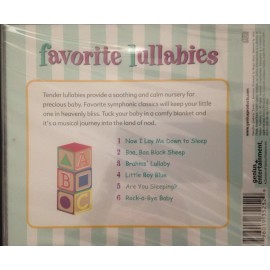 favorite lullabies
Tender lullabies provide a soothing and calm nursery for
precious baby. Favorite symphonic classics will keep your little
one in heavenly bliss. Tuck your baby in a comfy blanket and
it's a musical journey into the land of nod.
1 Now I Lay Me Down to Sleep
2 Baa, Baa Black Sheep
3 Brahms' Lullaby
4 Little Boy Blue
5 Are You Sleeping?
6 Rock-a-Bye Baby
A
B
C
genius
entertainment.